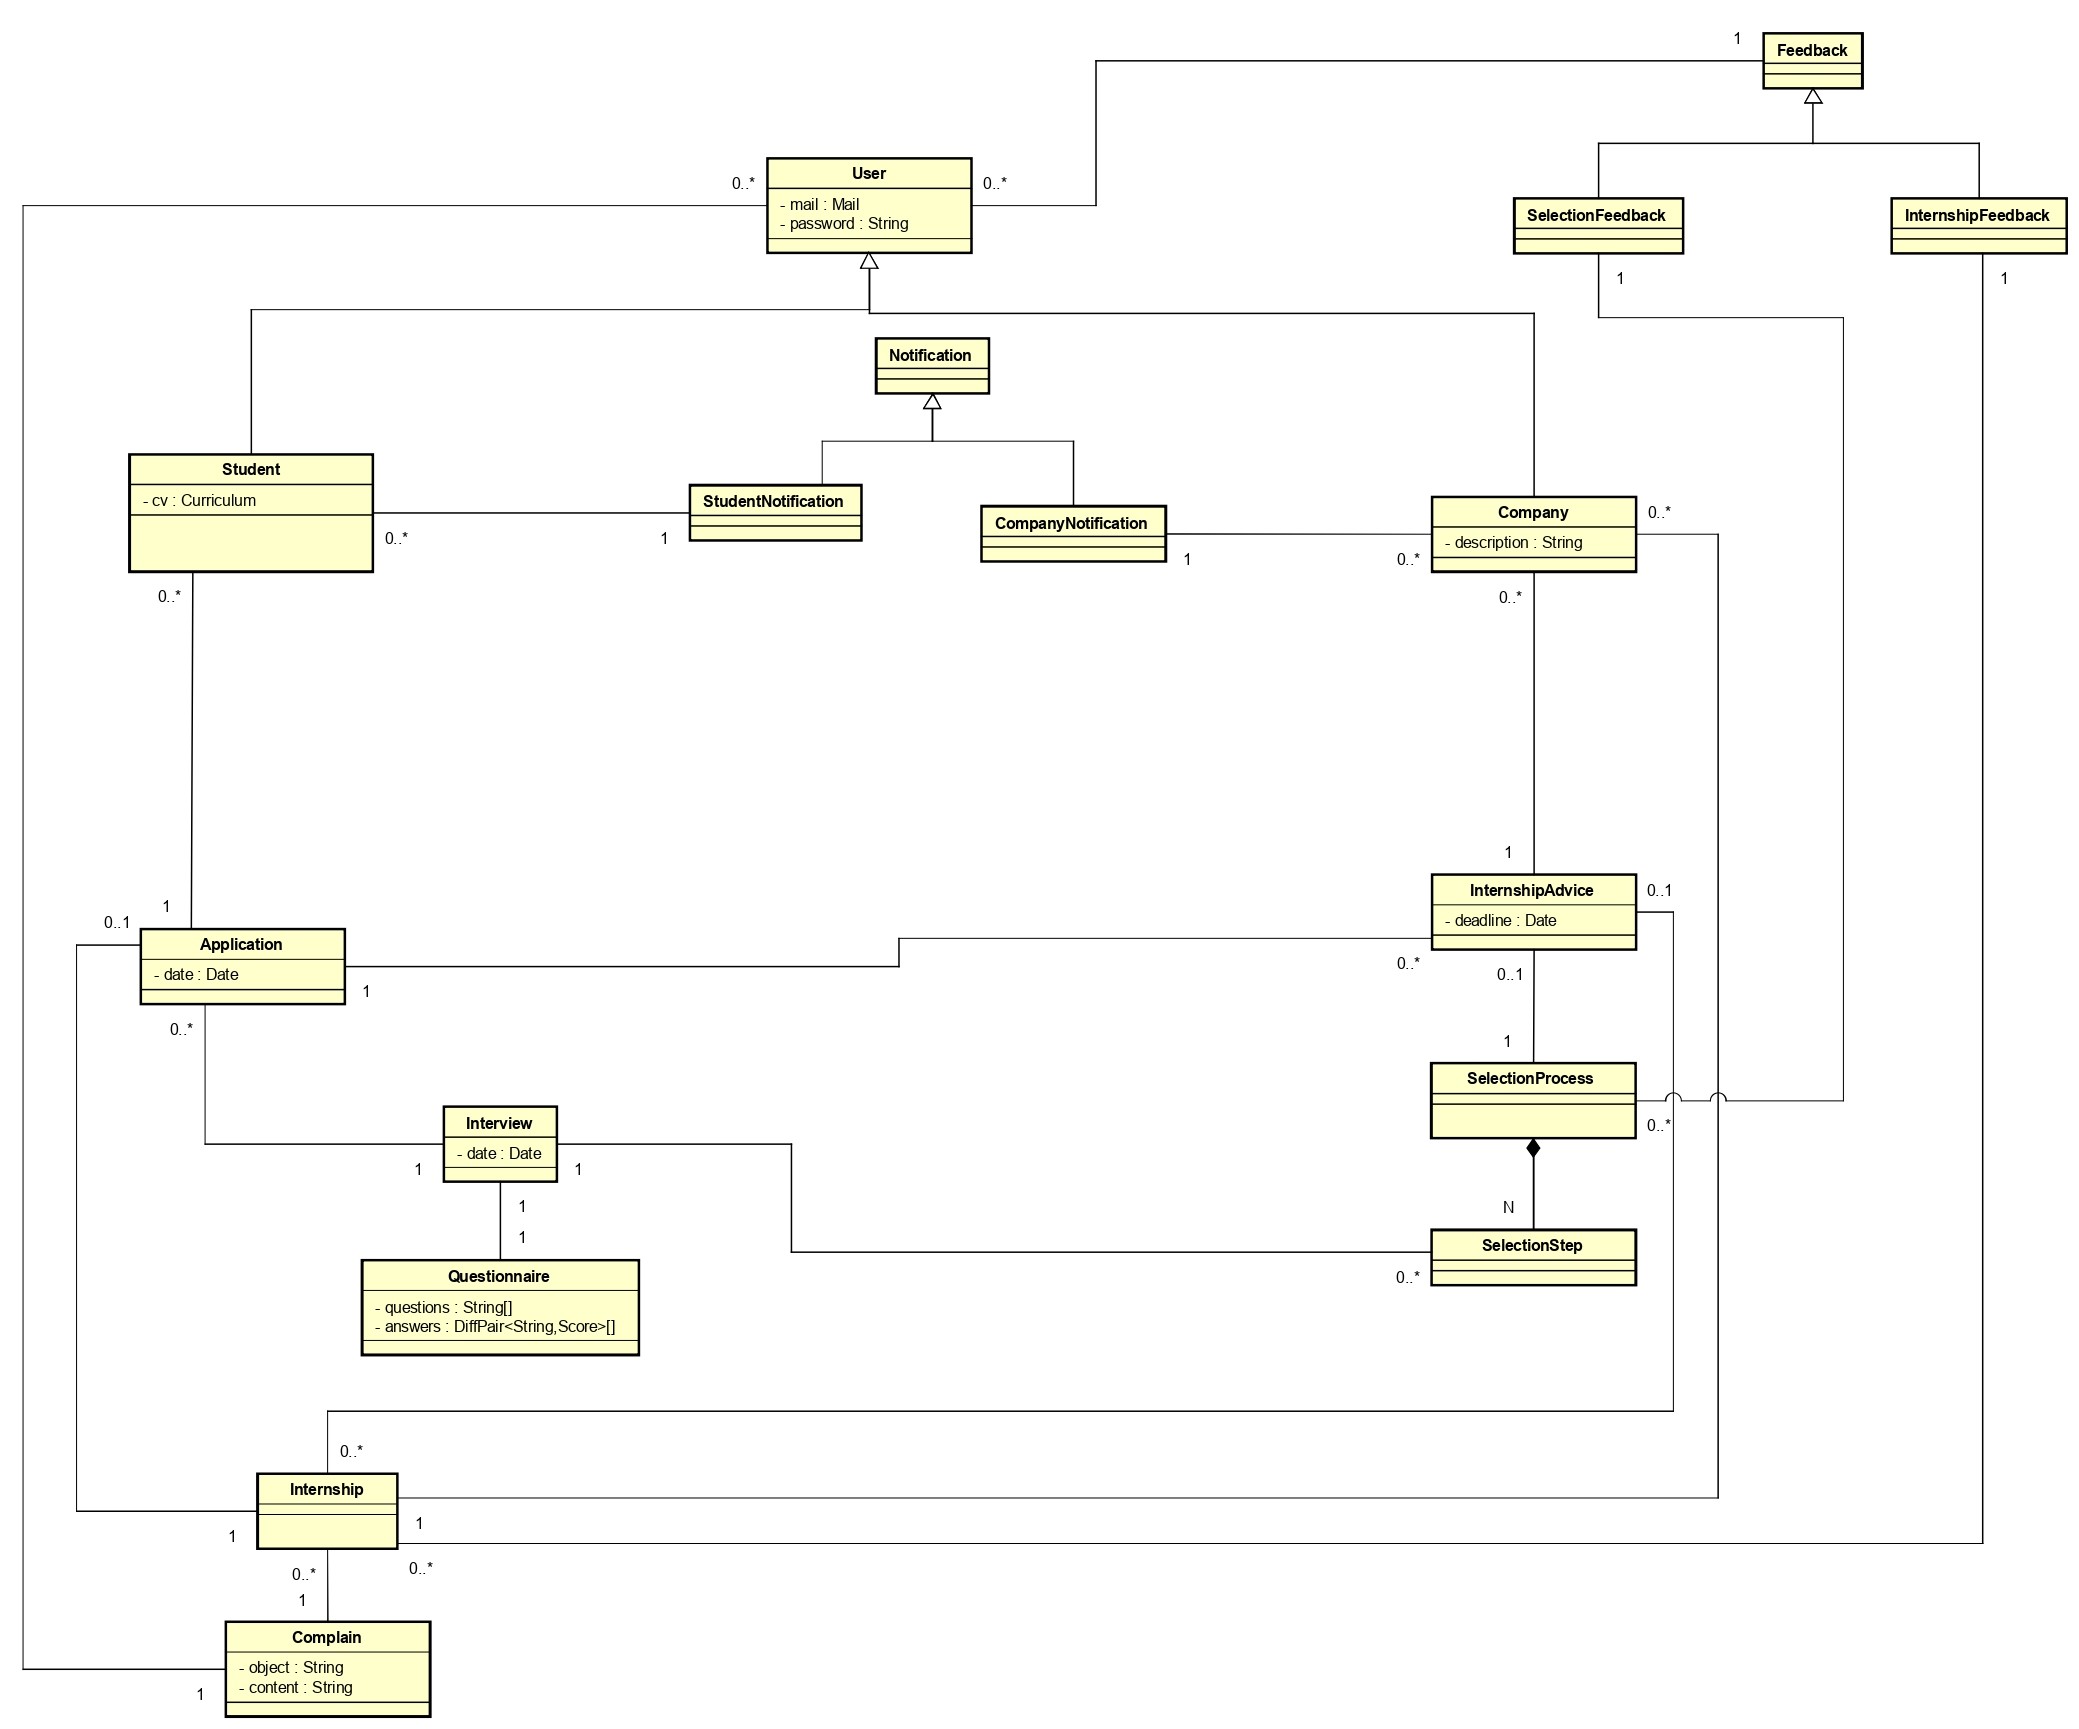 1
Feedback
User
0..*
0..*
- mail : Mail
- password : String
SelectionFeedback
InternshipFeedback
1
1
Notification
Student
- cv : Curriculum
StudentNotification
CompanyNotification
Company
0..*
- description : String
0..*
1
1
0..*
0..*
0..*
1
1
InternshipAdvice
0..1
- deadline : Date
0..1
Application
- date : Date
1
0..*
0..1
0..*
1
SelectionProcess
0..*
Interview
- date : Date
1
1
1
1
N
SelectionStep
0..*
Questionnaire
- questions : String[]
- answers : DiffPair<String,Score>[]
0..*
Internship
1
1
0..*
0..*
1
Complain
- object : String
- content : String
1